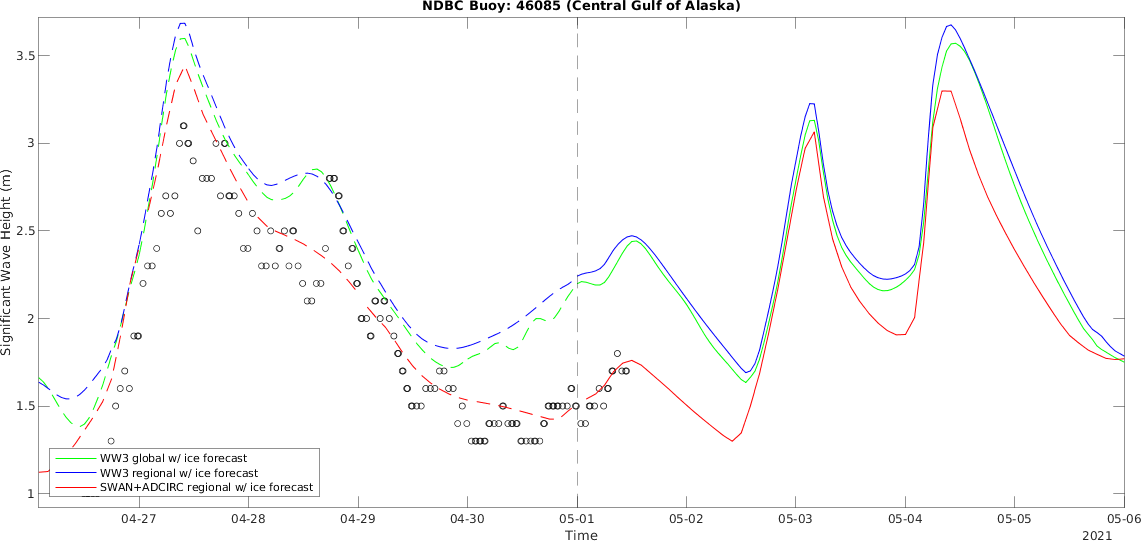 NDBC Buoy: 46085 (Central Gulf of Alaska)
Significant Wave Height (m)
3.5
3
2.5
2
1.5
1
WW3 global w/ ice forecast
WW3 regional w/ ice forecast
SWAN+ADCIRC regional w/ ice forecast
04-27 04-28 04-29 04-30 05-01 05-02 05-03 05-04 05-05 05-06
Time
2021